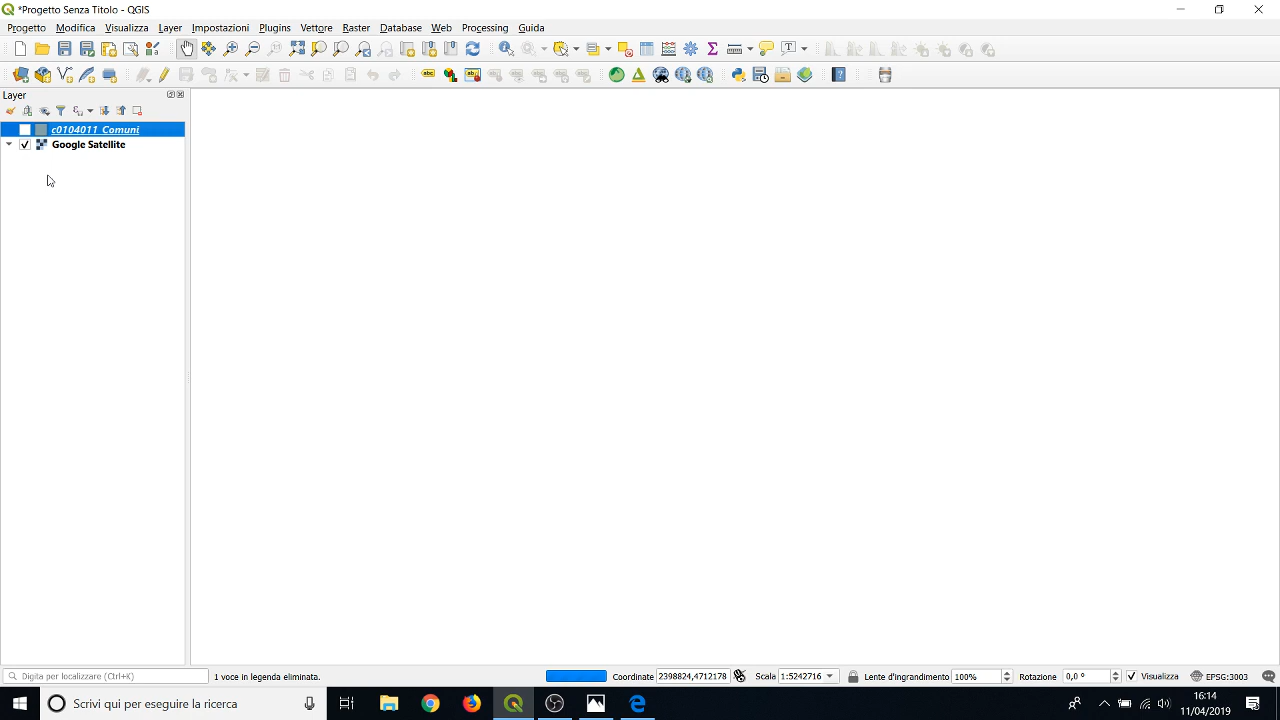 *Progetto Senza Titolo - QGIS
Progetto Modifica Visualizza Layer Impostazioni Plugins Vettore Raster Database Web Processing Guida
Layer
c0104011_Comuni
Google Satellite
Digita per localizzare (Ctrl+K) 1 voce in legenda eliminata. Coordinate 2398824,4712178 Scala 1:5242716 Lente d'ingrandimento 100% Rotazione 0,0 ° Visualizza EPSG:3003
Scrivi qui per eseguire la ricerca
16:14
11/04/2019